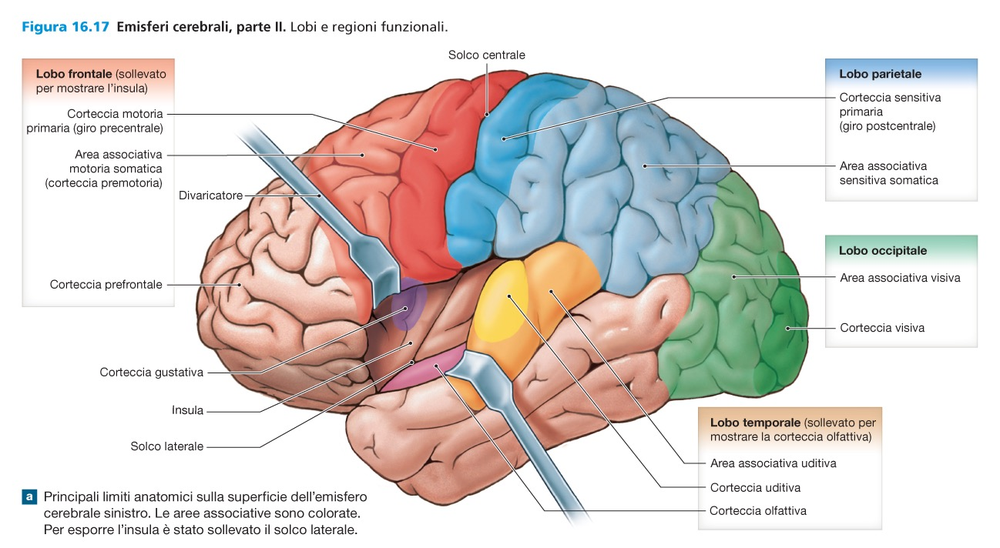 Figura 16.17 Emisferi cerebrali, parte II. Lobi e regioni funzionali.
Solco centrale
Lobo frontale (sollevato
per mostrare l'insula)
Corteccia motoria
primaria (giro precentrale)
Area associativa
motoria somatica
(corteccia premotoria)
Divaricatore
Corteccia prefrontale
Corteccia gustativa
Insula
Solco laterale
Lobo parietale
Corteccia sensitiva
primaria
(giro postcentrale)
Area associativa
sensitiva somatica
Lobo occipitale
Area associativa visiva
Corteccia visiva
Lobo temporale (sollevato per
mostrare la corteccia olfattiva)
Area associativa uditiva
Corteccia uditiva
Corteccia olfattiva
a Principali limiti anatomici sulla superficie dell'emisfero
cerebrale sinistro. Le aree associative sono colorate.
Per esporre l'insula è stato sollevato il solco laterale.